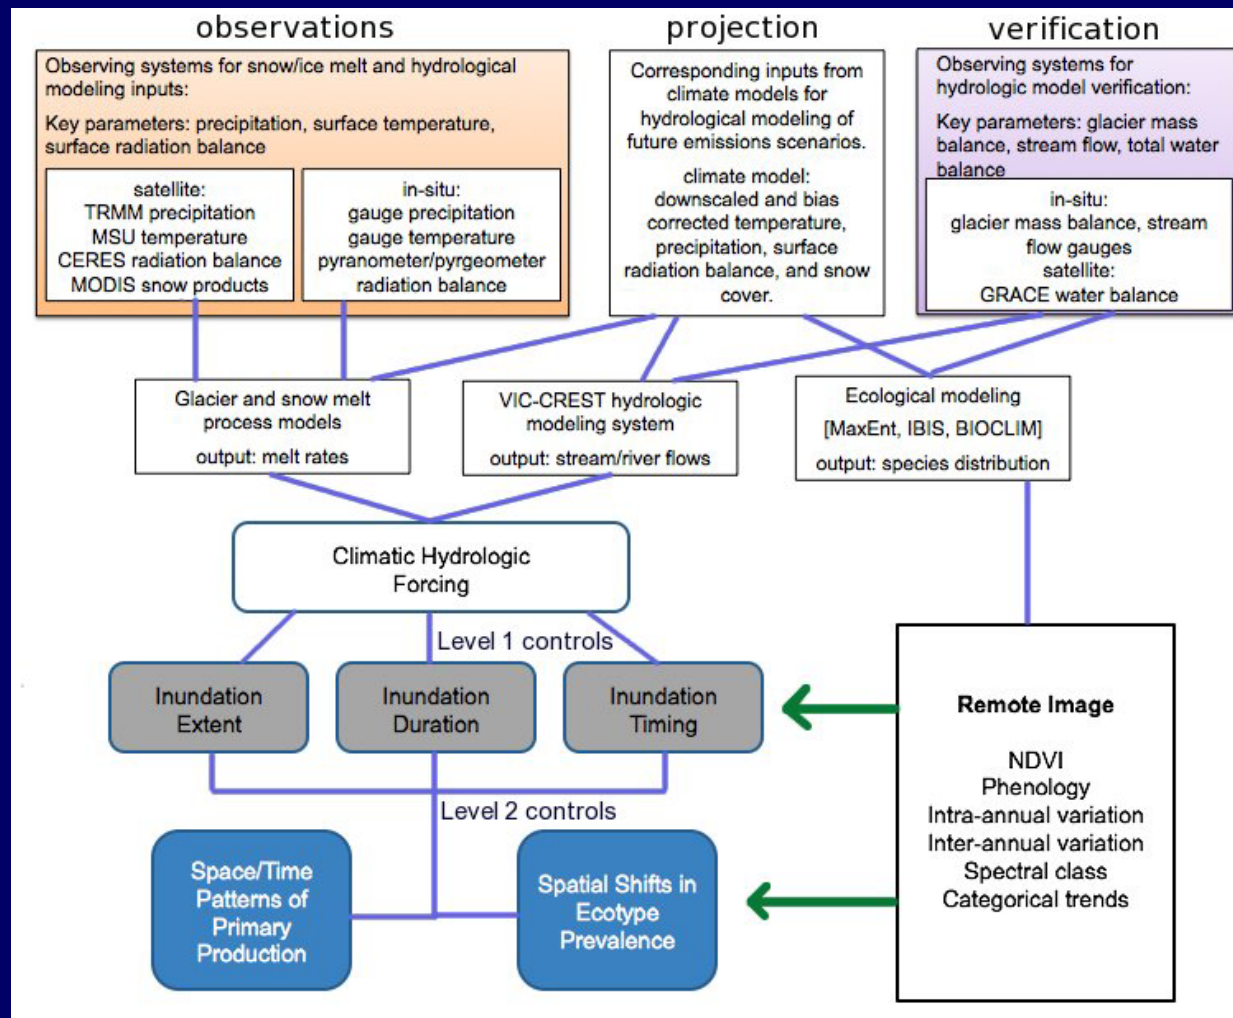 observations
Observing systems for snow/ice melt and hydrological
modeling inputs:
Key parameters: precipitation, surface temperature,
surface radiation balance
satellite:
TRMM precipitation
MSU temperature
CERES radiation balance
MODIS snow products
in-situ:
gauge precipitation
gauge temperature
pyranometer/pyrgeometer
radiation balance
projection
Corresponding inputs from
climate models for
hydrological modeling of
future emissions scenarios.
climate model:
downscaled and bias
corrected temperature,
precipitation, surface
radiation balance, and snow
cover.
verification
Observing systems for
hydrologic model verification:
Key parameters: glacier mass
balance, stream flow, total water
balance
in-situ:
glacier mass balance, stream
flow gauges
satellite:
GRACE water balance
Glacier and snow melt
process models
output: melt rates
VIC-CREST hydrologic
modeling system
output: stream/river flows
Ecological modeling
[MaxEnt, IBIS, BIOCLIM]
output: species distribution
Climatic Hydrologic
Forcing
Level 1 controls
Inundation
Extent
Inundation
Duration
Inundation
Timing
Level 2 controls
Space/Time
Patterns of
Primary
Production
Spatial Shifts in
Ecotype
Prevalence
Remote Image
NDVI
Phenology
Intra-annual variation
Inter-annual variation
Spectral class
Categorical trends